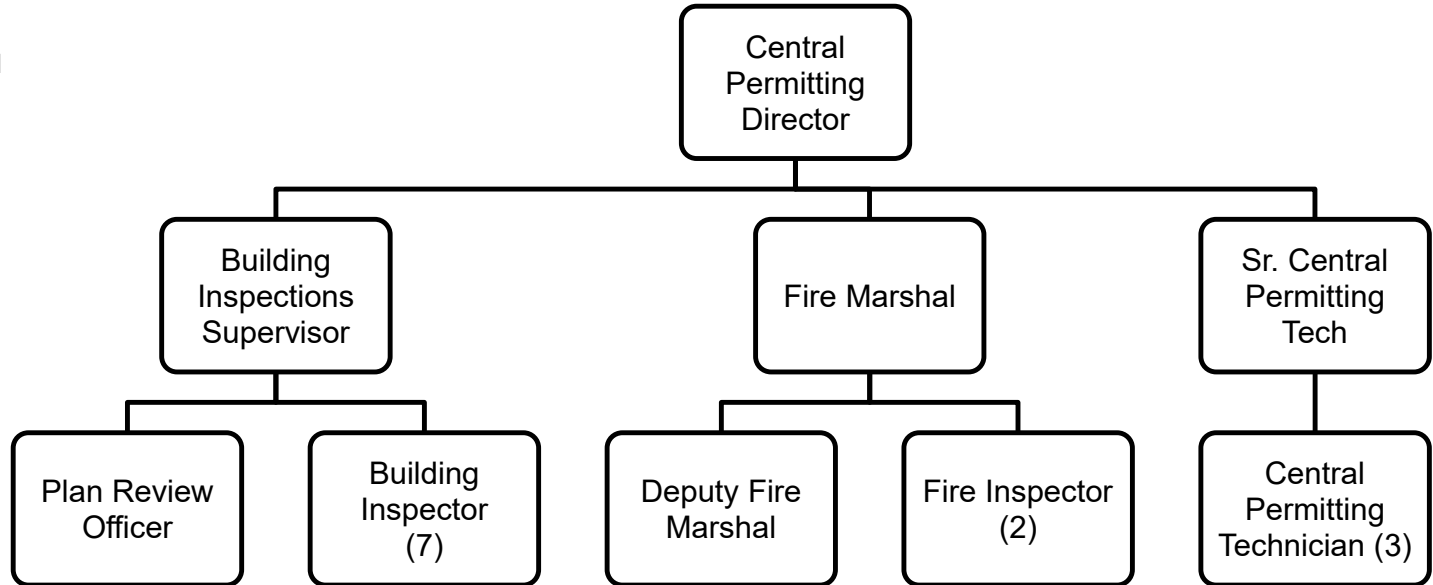 Central
Permitting
Director
Building
Inspections
Supervisor
Fire Marshal
Sr. Central
Permitting
Tech
Plan Review
Officer
Building
Inspector
(7)
Deputy Fire
Marshal
Fire Inspector
(2)
Central
Permitting
Technician (3)